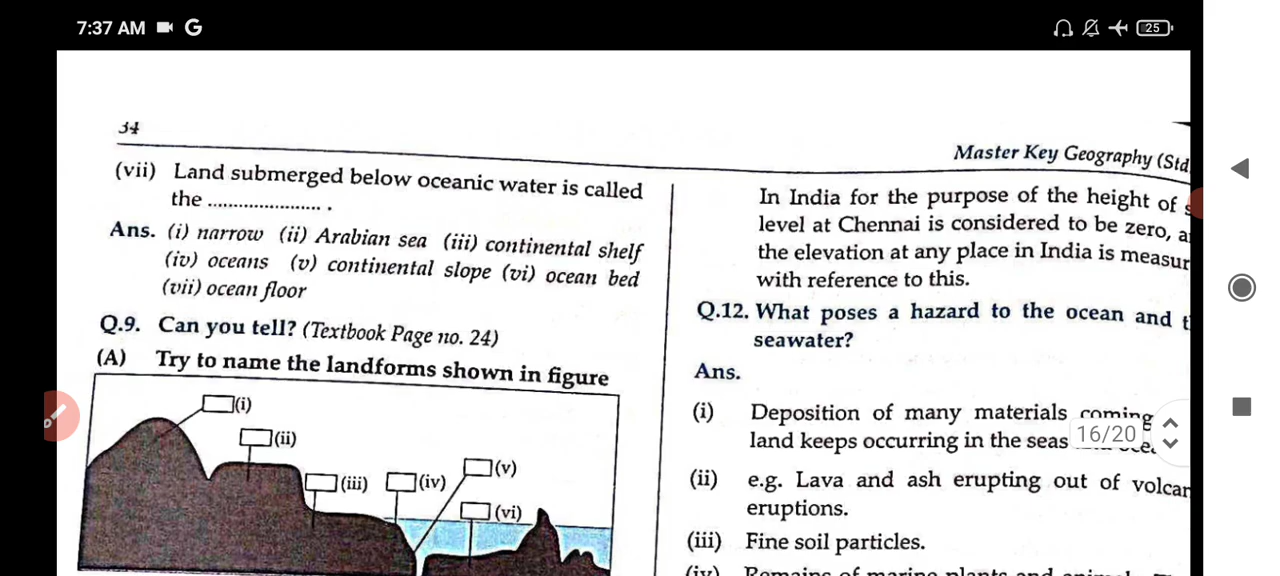 7:37 AM
25
34
Master Key Geography (Std
(vii) Land submerged below oceanic water is called
the ...................... .
Ans. (i) narrow (ii) Arabian sea (iii) continental shelf
(iv) oceans (v) continental slope (vi) ocean bed
(vii) ocean floor
Q.9. Can you tell? (Textbook Page no. 24)
(A) Try to name the landforms shown in figure
(i)
(ii)
(iii)
(iv)
(v)
(vi)
In India for the purpose of the height of
level at Chennai is considered to be zero,
the elevation at any place in India is measur
with reference to this.
Q.12. What poses a hazard to the ocean and
seawater?
Ans.
(i) Deposition of many materials coming
land keeps occurring in the seas
16/20
(ii) e.g. Lava and ash erupting out of volcan
eruptions.
(iii) Fine soil particles.
(iv) Remains of marine plants and